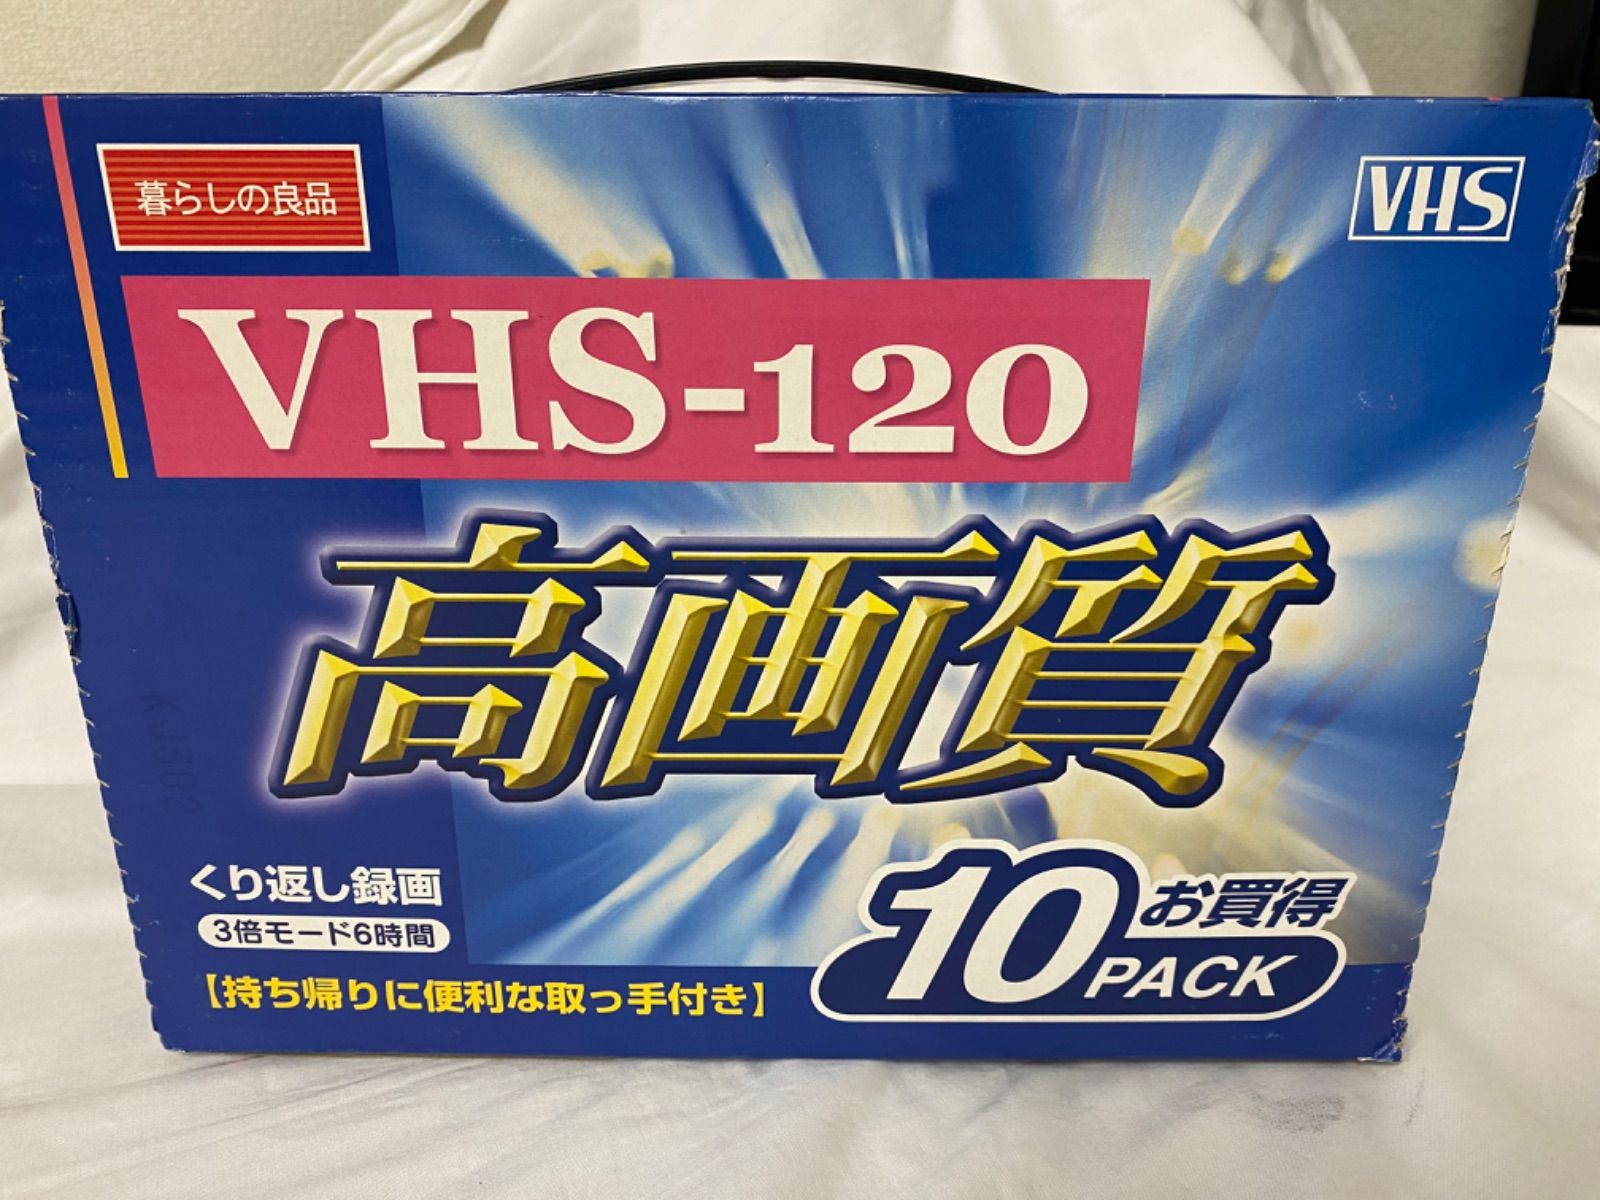 暮らしの良品
VHS
VHS-120
高画質
くり返し録画
3倍モード6時間
【持ち帰りに便利な取っ手付き】
10 お買得
PACK